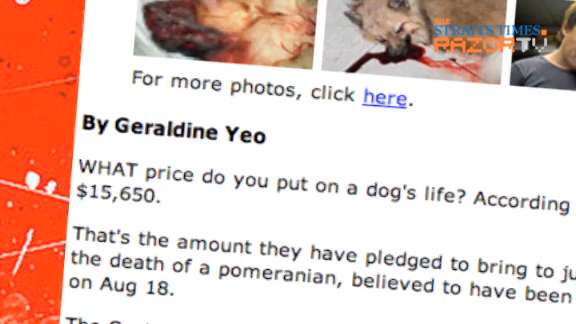 THE
STRAITS TIMES
RAZORTV
For more photos, click here.
By Geraldine Yeo
WHAT price do you put on a dog's life? According
$15,650.
That's the amount they have pledged to bring to ju
the death of a pomeranian, believed to have been
on Aug 18.